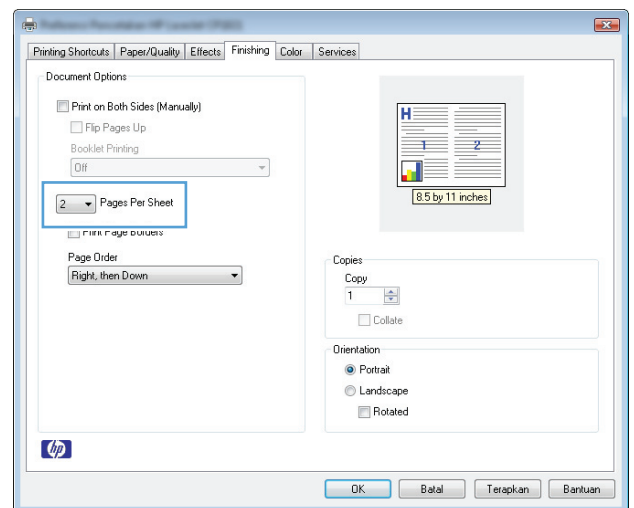 Printing Shortcuts Paper/Quality Effects Finishing Color Services
Document Options
Print on Both Sides (Manually)
Flip Pages Up
Booklet Printing
Off
2 Pages Per Sheet
Print Page Borders
Page Order
Right, then Down
H
1 2
8.5 by 11 inches
Copies
Copy
1
Collate
Orientation
Portrait
Landscape
Rotated
hp
OK Batal Terapkan Bantuan